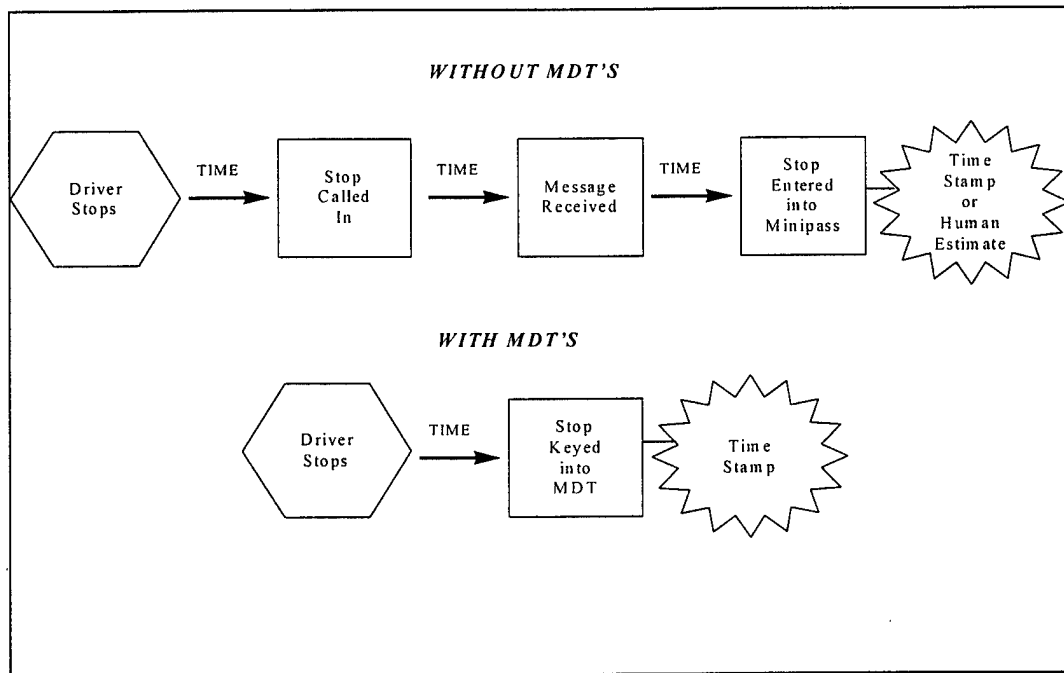 WITHOUT MDT'S
Driver
Stops
TIME
Stop
Called
In
TIME
Message
Received
TIME
Stop
Entered
into
Minipass
Time
Stamp
or
Human
Estimate
WITH MDT'S
Driver
Stops
TIME
Stop
Keyed
into
MDT
Time
Stamp